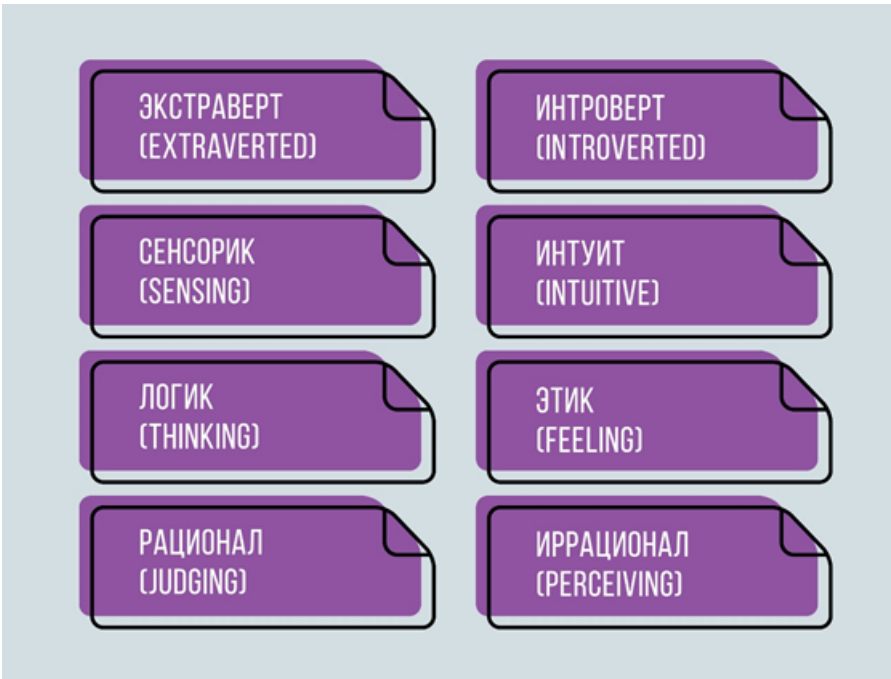 ЭКСТРАВЕРТ
(EXTRAVERTED)
ИНТРОВЕРТ
(INTROVERTED)
СЕНСОРИК
(SENSING)
ИНТУИТ
(INTUITIVE)
ЛОГИК
(THINKING)
ЭТИК
(FEELING)
РАЦИОНАЛ
(JUDGING)
ИРРАЦИОНАЛ
(PERCEIVING)